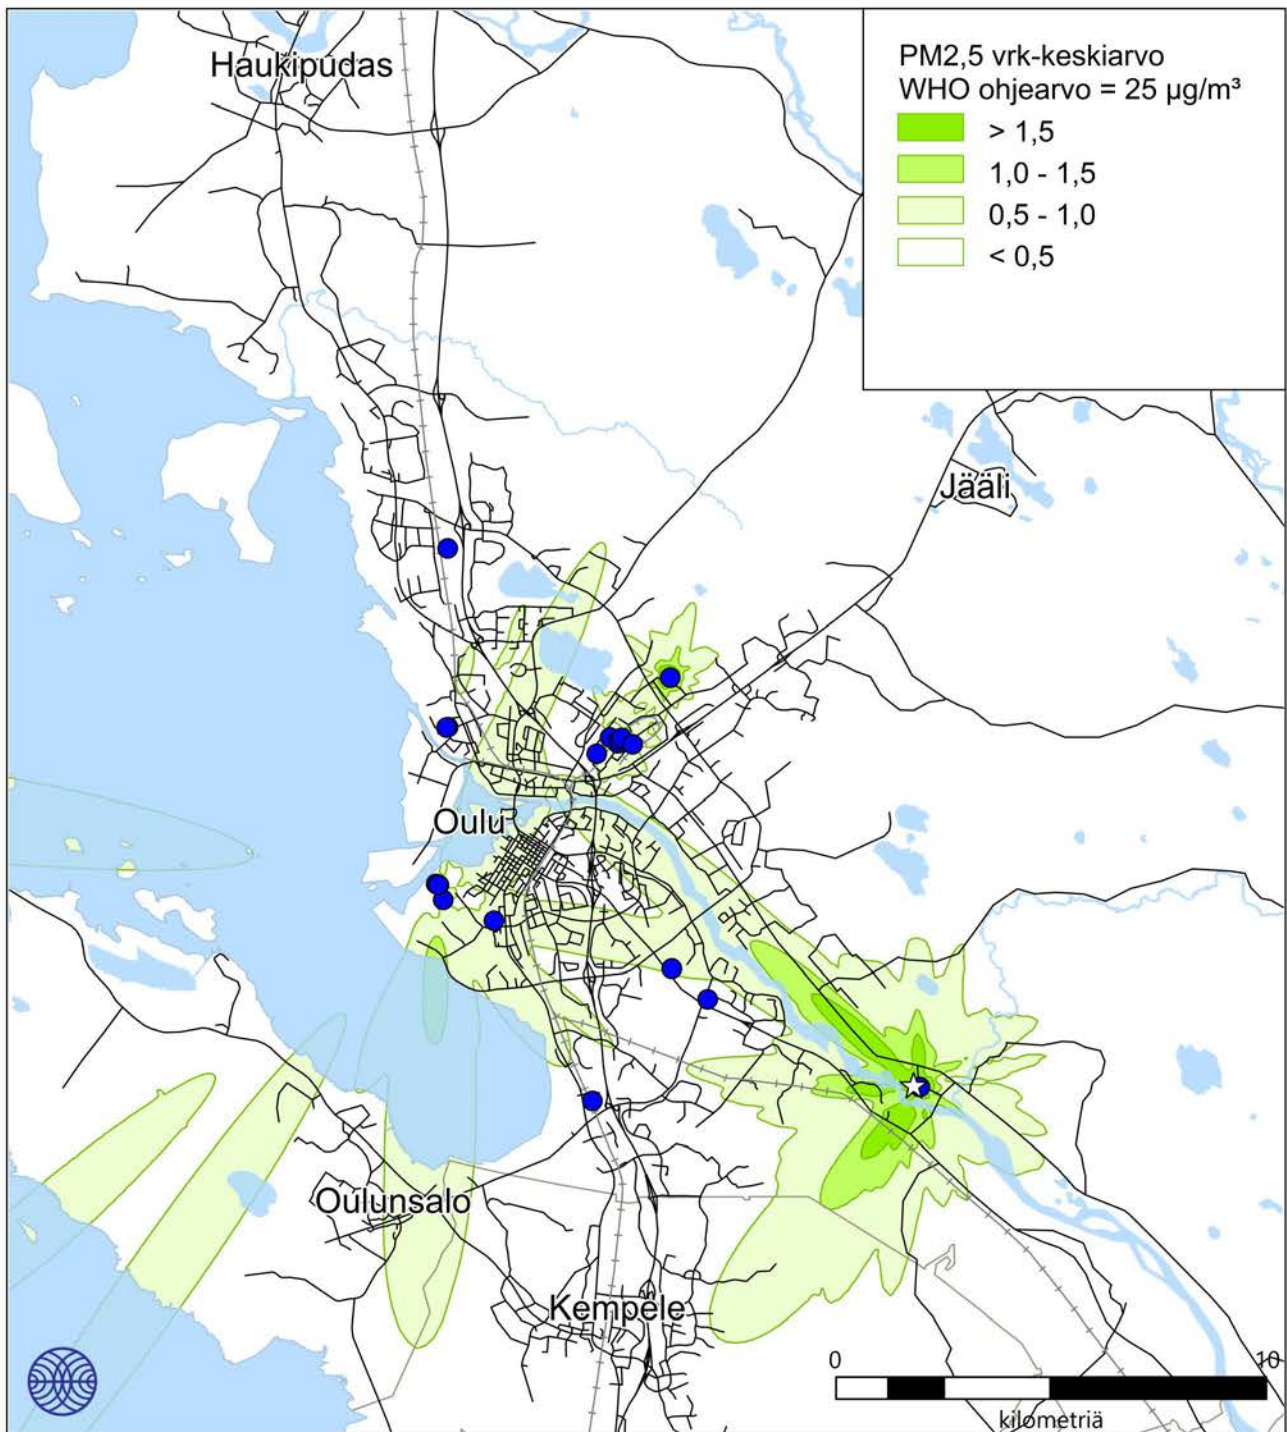 Haukipudas
PM2,5 vrk-keskiarvo
WHO ohjearvo = 25 µg/m³
> 1,5
1,0 - 1,5
0,5 - 1,0
< 0,5
Jääli
Oulu
Oulunsalo
Kempele
0 10
kilometriä